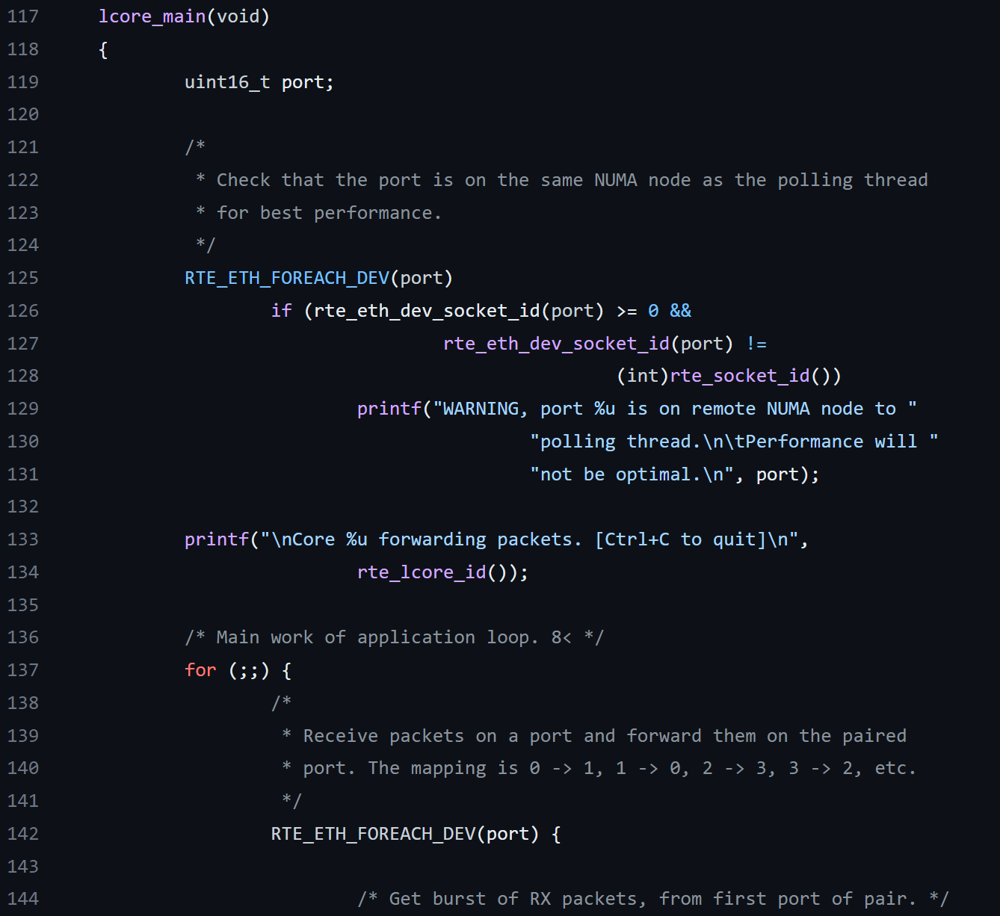 117 lcore_main(void)
118 {
119         uint16_t port;
120
121         /*
122          * Check that the port is on the same NUMA node as the polling thread
123          * for best performance.
124          */
125         RTE_ETH_FOREACH_DEV(port)
126                 if (rte_eth_dev_socket_id(port) >= 0 &&
127                                 rte_eth_dev_socket_id(port) !=
128                                                 (int)rte_socket_id())
129                         printf("WARNING, port %u is on remote NUMA node to "
130                                         "polling thread.\n\tPerformance will "
131                                         "not be optimal.\n", port);
132
133         printf("\nCore %u forwarding packets. [Ctrl+C to quit]\n",
134                         rte_lcore_id());
135
136         /* Main work of application loop. 8< */
137         for (;;) {
138                 /*
139                  * Receive packets on a port and forward them on the paired
140                  * port. The mapping is 0 -> 1, 1 -> 0, 2 -> 3, 3 -> 2, etc.
141                  */
142                 RTE_ETH_FOREACH_DEV(port) {
143
144                         /* Get burst of RX packets, from first port of pair. */